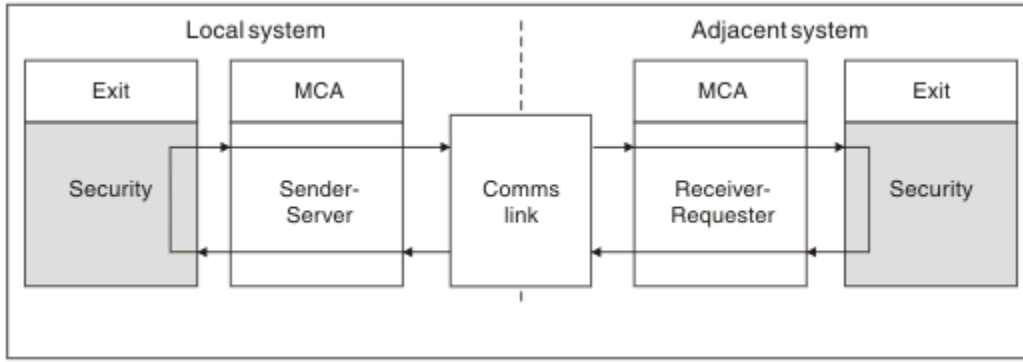 Local system
Adjacent system
Exit
MCA
MCA
Exit
Security
Sender-
Server
Comms
link
Receiver-
Requester
Security